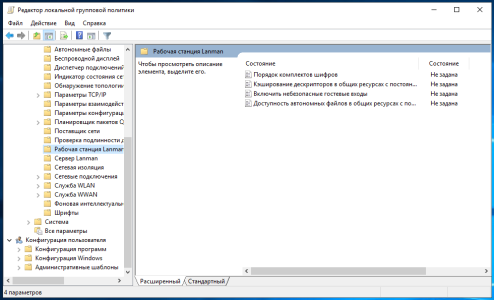 Редактор локальной групповой политики
Файл Действие Вид Справка
Автономные файлы
Беспроводной дисплей
Диспетчер подключений
Индикатор состояния се
Обнаружение топологии
Параметры TCP/IP
Параметры взаимодейст
Параметры конфигурац
Планировщик пакетов Q
Поставщик сети
Проверка подлинности д
Рабочая станция Lanman
Сервер Lanman
Сетевая изоляция
Сетевые подключения
Служба WLAN
Служба WWAN
Фоновая интеллектуальн
Шрифты
Система
Все параметры
Конфигурация пользователя
Конфигурация программ
Конфигурация Windows
Административные шаблоны
Рабочая станция Lanman
Чтобы просмотреть описание
элемента, выделите его.
Состояние Состояние
Порядок комплектов шифров Не задана
Кэширование дескрипторов в общих ресурсах с постоян... Не задана
Включить небезопасные гостевые входы Не задана
Доступность автономных файлов в общих ресурсах с по... Не задана
Расширенный Стандартный
4 параметров